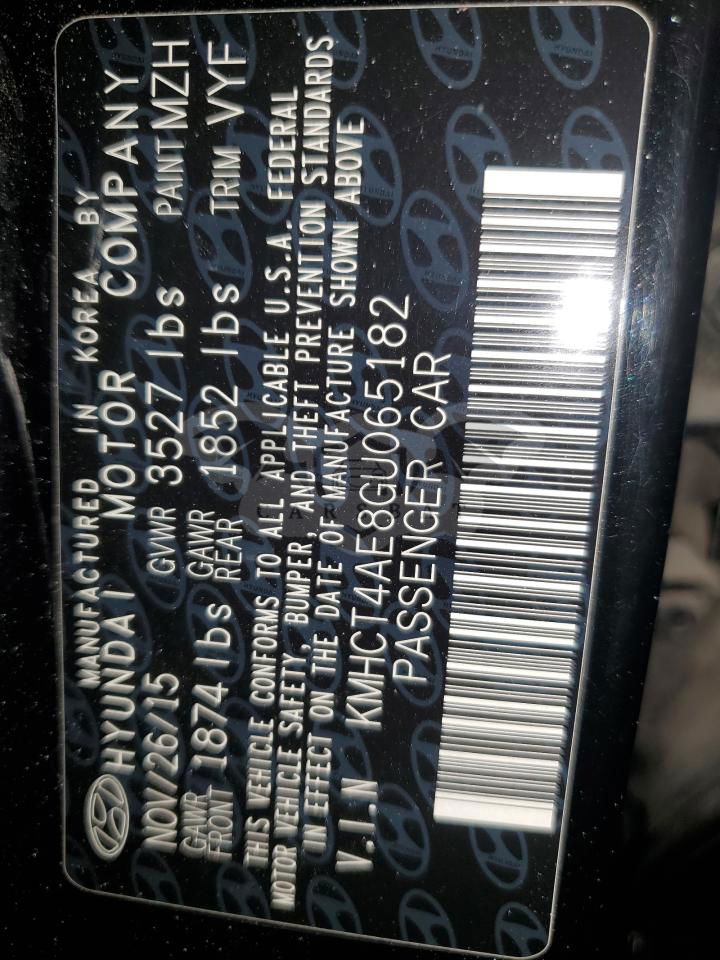 MANUFACTURED IN KOREA BY
HYUNDAI MOTOR COMPANY
NOV/26/15 GVWR 3527 lbs PAINT MZH
GAWR FRONT 1874 lbs GAWR REAR 1852 lbs TRIM VYF
THIS VEHICLE CONFORMS TO ALL APPLICABLE U.S.A. FEDERAL
MOTOR VEHICLE SAFETY, BUMPER, AND THEFT PREVENTION STANDARDS
IN EFFECT ON THE DATE OF MANUFACTURE SHOWN ABOVE
V.I.N KMHCT4AE8GU065182
PASSENGER CAR